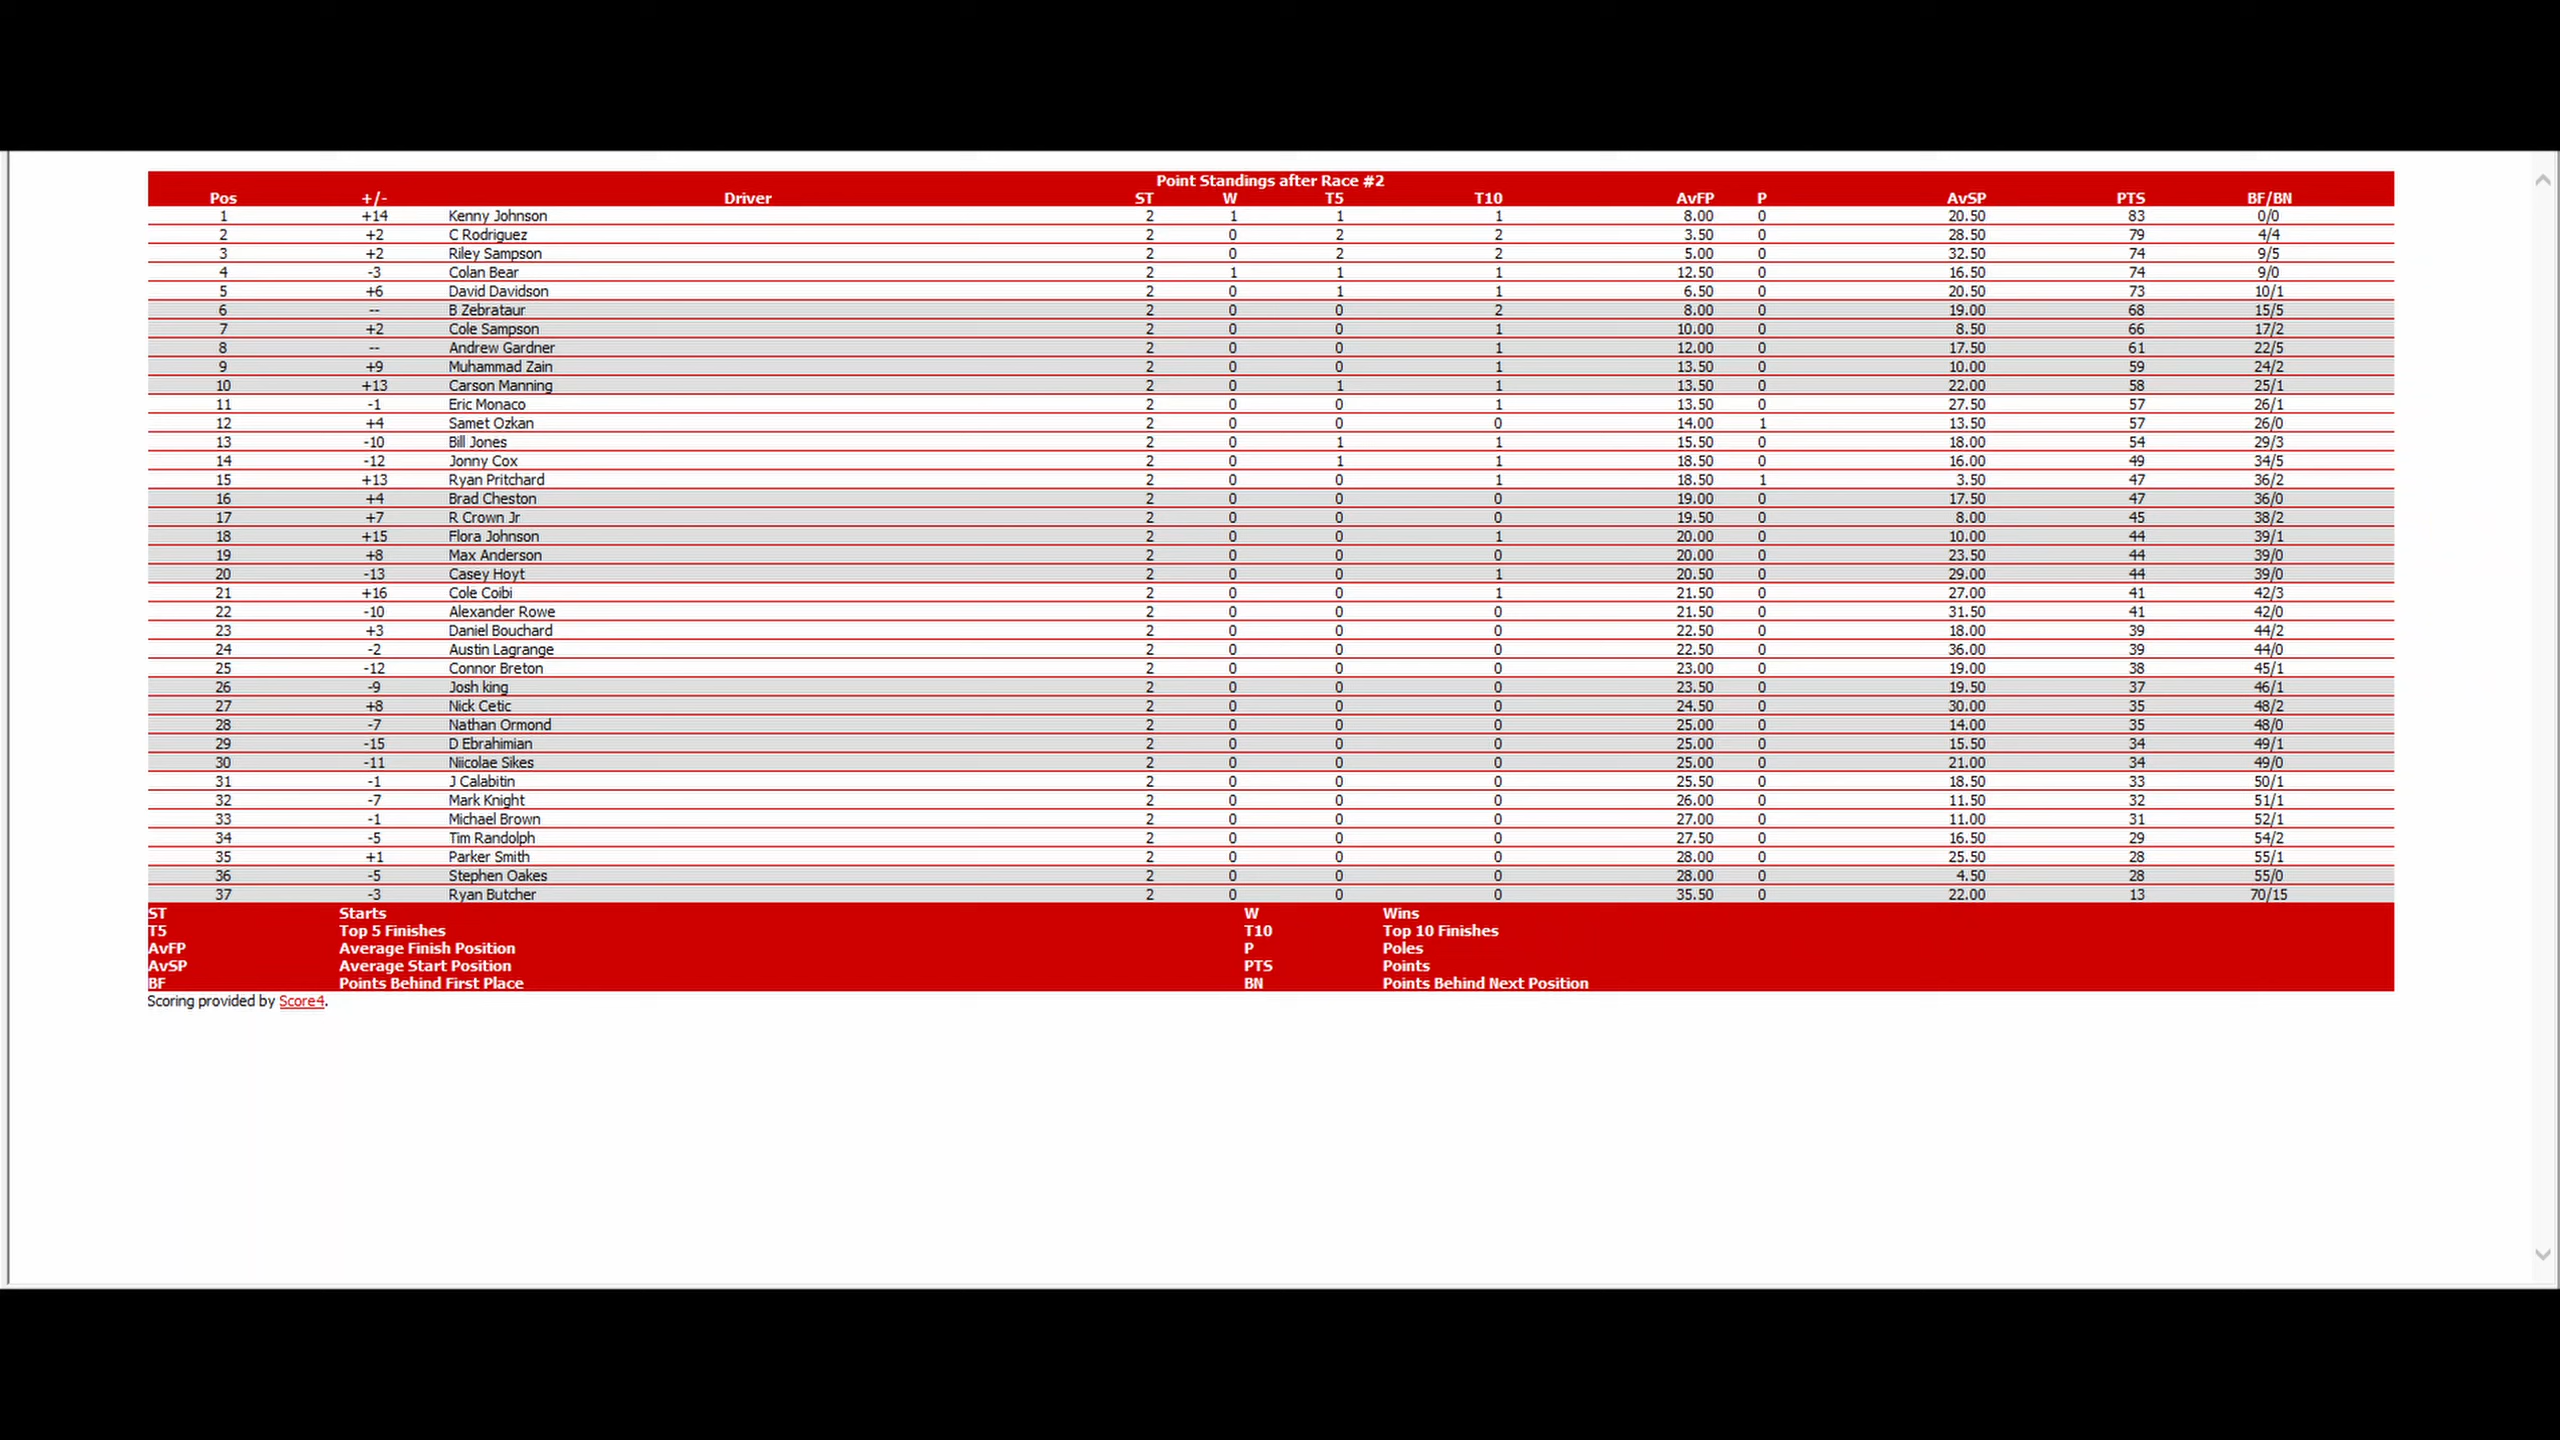 Point Standings after Race #2
Pos +/- Driver ST W T5 T10 AvFP P AvSP PTS BF/BN
1 +14 Kenny Johnson 2 1 1 1 8.00 0 20.50 83 0/0
2 +2 C Rodriguez 2 0 2 2 3.50 0 28.50 79 4/4
3 +2 Riley Sampson 2 0 2 2 5.00 0 32.50 74 9/5
4 -3 Colan Bear 2 1 1 1 12.50 0 16.50 74 9/0
5 +6 David Davidson 2 0 1 1 6.50 0 20.50 73 10/1
6 -- B Zebrataur 2 0 0 2 8.00 0 19.00 68 15/5
7 +2 Cole Sampson 2 0 0 1 10.00 0 8.50 66 17/2
8 -- Andrew Gardner 2 0 0 1 12.00 0 17.50 61 22/5
9 +9 Muhammad Zain 2 0 0 1 13.50 0 10.00 59 24/2
10 +13 Carson Manning 2 0 1 1 13.50 0 22.00 58 25/1
11 -1 Eric Monaco 2 0 0 1 13.50 0 27.50 57 26/1
12 +4 Samet Ozkan 2 0 0 0 14.00 1 13.50 57 26/0
13 -10 Bill Jones 2 0 1 1 15.50 0 18.00 54 29/3
14 -12 Jonny Cox 2 0 1 1 18.50 0 16.00 49 34/5
15 +13 Ryan Pritchard 2 0 0 1 18.50 1 3.50 47 36/2
16 +4 Brad Cheston 2 0 0 0 19.00 0 17.50 47 36/0
17 +7 R Crown Jr 2 0 0 0 19.50 0 8.00 45 38/2
18 +15 Flora Johnson 2 0 0 1 20.00 0 10.00 44 39/1
19 +8 Max Anderson 2 0 0 0 20.00 0 23.50 44 39/0
20 -13 Casey Hoyt 2 0 0 1 20.50 0 29.00 44 39/0
21 +16 Cole Coibi 2 0 0 1 21.50 0 27.00 41 42/3
22 -10 Alexander Rowe 2 0 0 0 21.50 0 31.50 41 42/0
23 +3 Daniel Bouchard 2 0 0 0 22.50 0 18.00 39 44/2
24 -2 Austin Lagrange 2 0 0 0 22.50 0 36.00 39 44/0
25 -12 Connor Breton 2 0 0 0 23.00 0 19.00 38 45/1
26 -9 Josh king 2 0 0 0 23.50 0 19.50 37 46/1
27 +8 Nick Cetic 2 0 0 0 24.50 0 30.00 35 48/2
28 -7 Nathan Ormond 2 0 0 0 25.00 0 14.00 35 48/0
29 -15 D Ebrahimian 2 0 0 0 25.00 0 15.50 34 49/1
30 -11 Niicolae Sikes 2 0 0 0 25.00 0 21.00 34 49/0
31 -1 J Calabitin 2 0 0 0 25.50 0 18.50 33 50/1
32 -7 Mark Knight 2 0 0 0 26.00 0 11.50 32 51/1
33 -1 Michael Brown 2 0 0 0 27.00 0 11.00 31 52/1
34 -5 Tim Randolph 2 0 0 0 27.50 0 16.50 29 54/2
35 +1 Parker Smith 2 0 0 0 28.00 0 25.50 28 55/1
36 -5 Stephen Oakes 2 0 0 0 28.00 0 4.50 28 55/0
37 -3 Ryan Butcher 2 0 0 0 35.50 0 22.00 13 70/15
ST Starts W Wins
T5 Top 5 Finishes T10 Top 10 Finishes
AvFP Average Finish Position P Poles
AvSP Average Start Position PTS Points
BF Points Behind First Place BN Points Behind Next Position
Scoring provided by Score4.